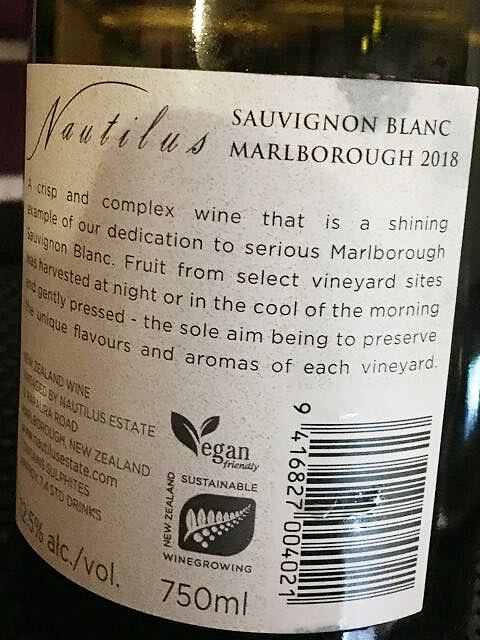 Nautilus
SAUVIGNON BLANC
MARLBOROUGH 2018
A crisp and complex wine that is a shining
example of our dedication to serious Marlborough
Sauvignon Blanc. Fruit from select vineyard sites
was harvested at night or in the cool of the morning
and gently pressed - the sole aim being to preserve
the unique flavours and aromas of each vineyard.
NEW ZEALAND WINE
BY NAUTILUS ESTATE
ROAD
MARLBOROUGH, NEW ZEALAND
www.nautilusestate.com
CONTAINS SULPHITES
7.4 STD DRINKS
12.5% alc./vol.
750ml
Vegan
friendly
SUSTAINABLE
NEW ZEALAND
WINEGROWING
9 416827 004021